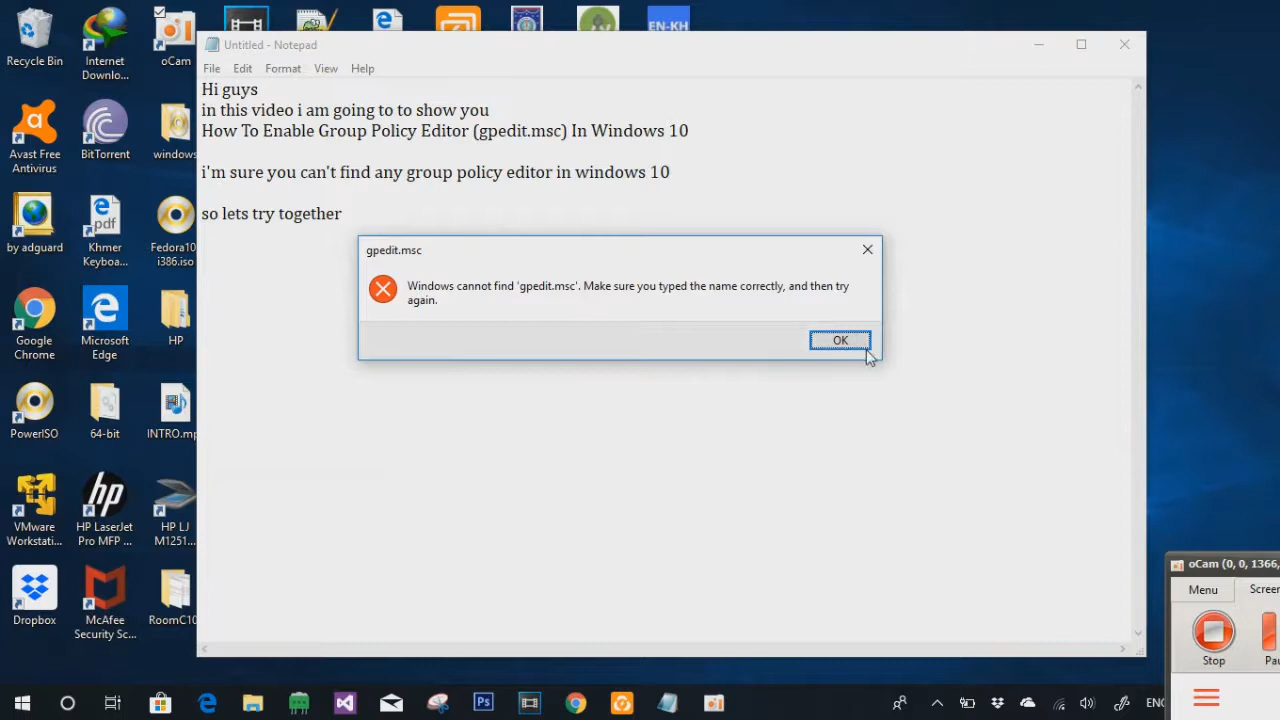 Untitled - Notepad
File Edit Format View Help
Hi guys
in this video i am going to to show you
How To Enable Group Policy Editor (gpedit.msc) In Windows 10
i'm sure you can't find any group policy editor in windows 10
so lets try together
gpedit.msc
Windows cannot find 'gpedit.msc'. Make sure you typed the name correctly, and then try
again.
OK
Recycle Bin
Internet
Downlo...
oCam
Avast Free
Antivirus
BitTorrent
windows
by adguard
pdf
Khmer
Keyboa...
Fedora10
i386.iso
Google
Chrome
Microsoft
Edge
HP
PowerISO
64-bit
INTRO.mp
VMware
Workstati...
HP LaserJet
Pro MFP ...
HP LJ
M1251
Dropbox
McAfee
Security Sc...
RoomC10
EN-KH
oCam (0, 0, 1366,
Menu
Screen
Stop
Pau
Ps
ENG